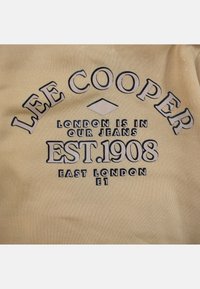 LEE COOPER
LONDON IS IN
OUR JEANS
EST.1908
EAST LONDON
E1